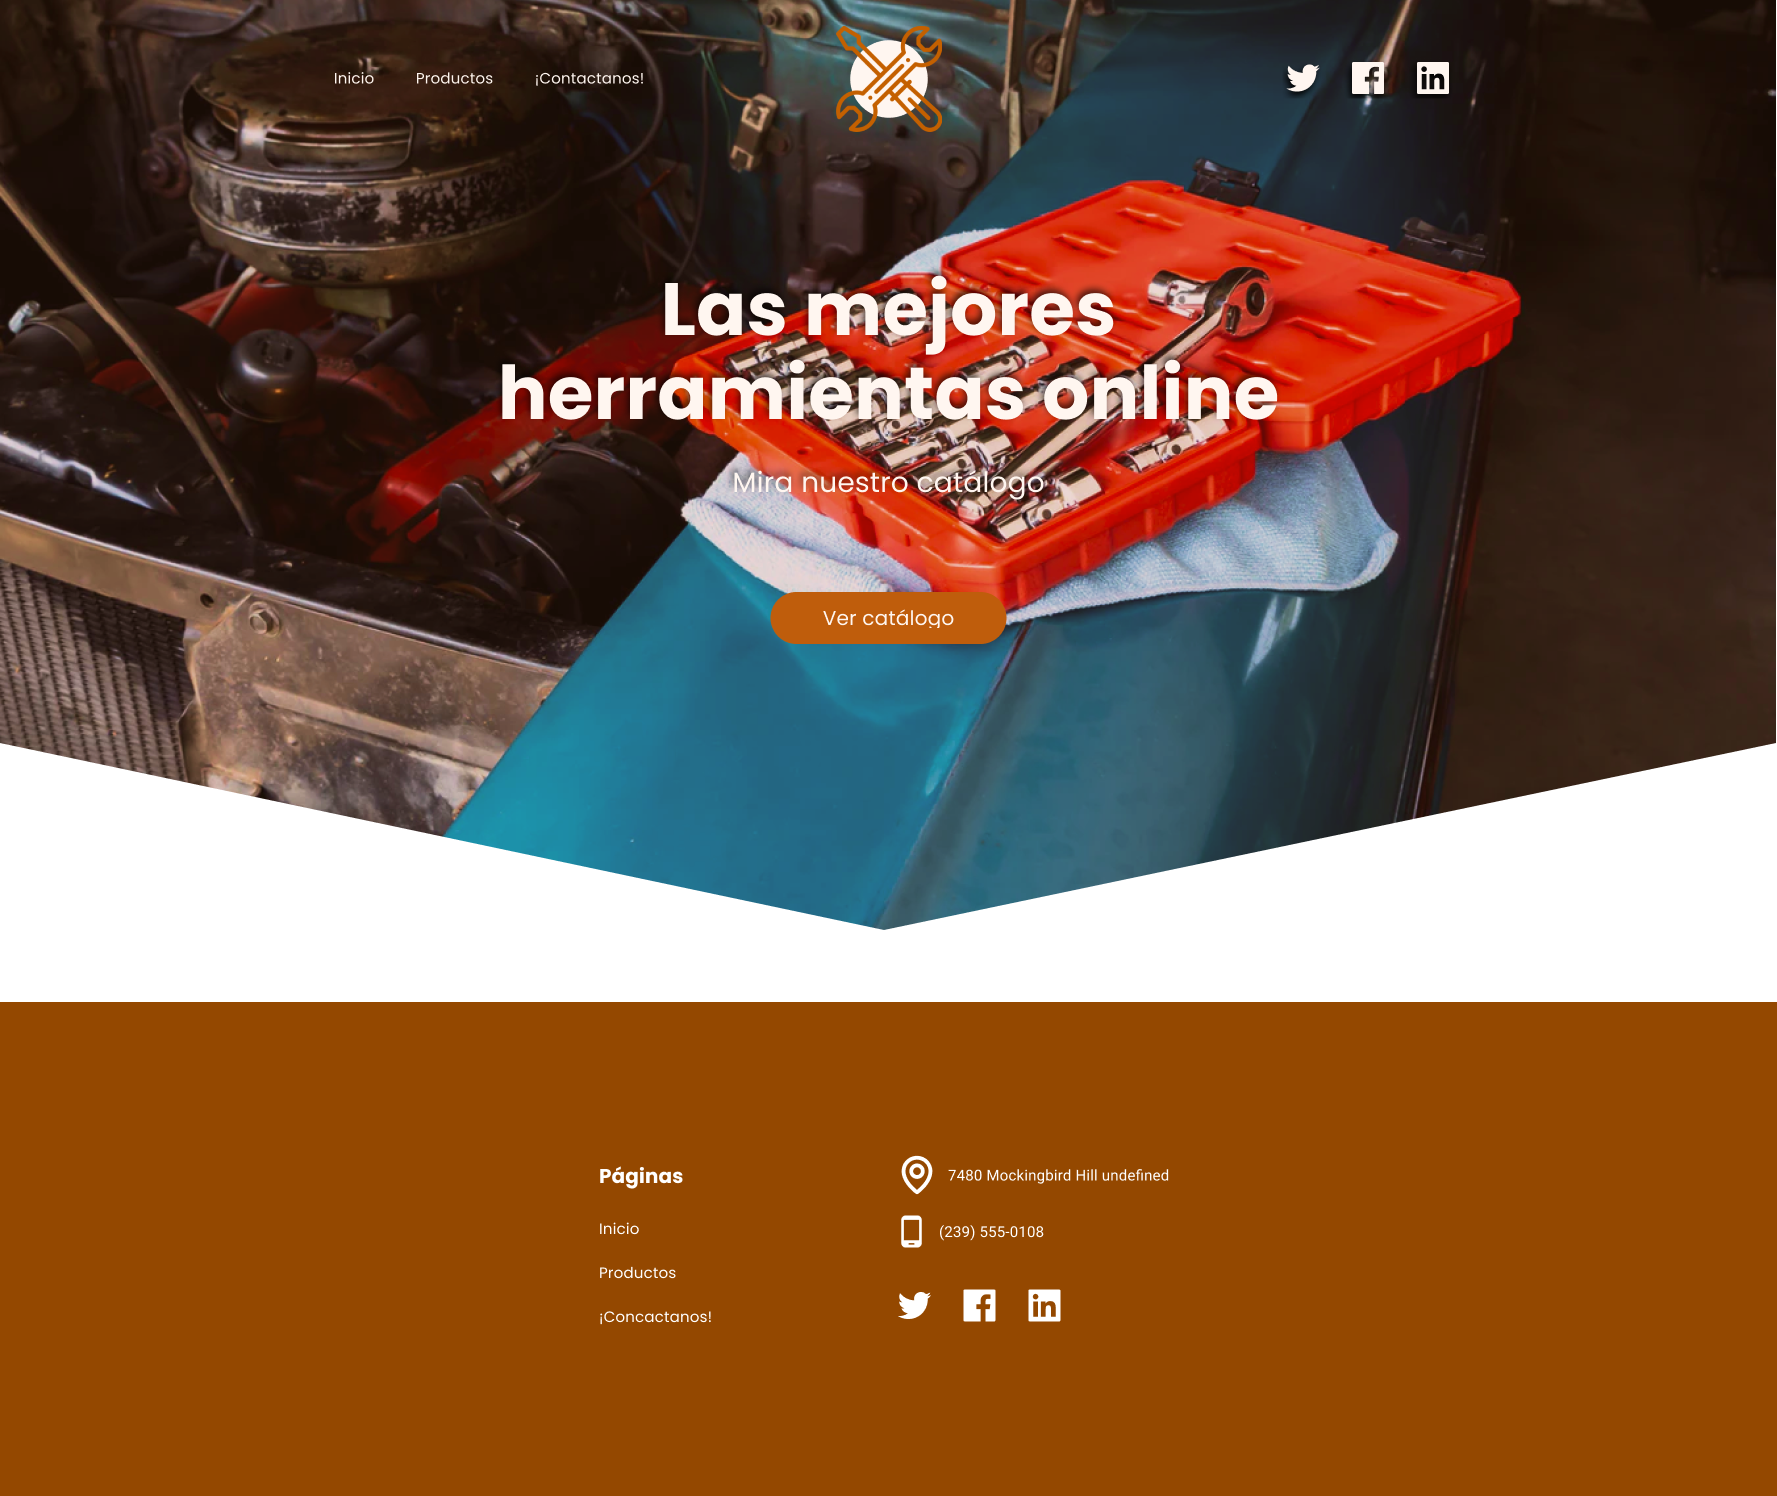 Inicio
Productos
¡Contactanos!
Las mejores
herramientas online
Mira nuestro catálogo
Ver catálogo
Páginas
Inicio
Productos
¡Concactanos!
7480 Mockingbird Hill undefined
(239) 555-0108